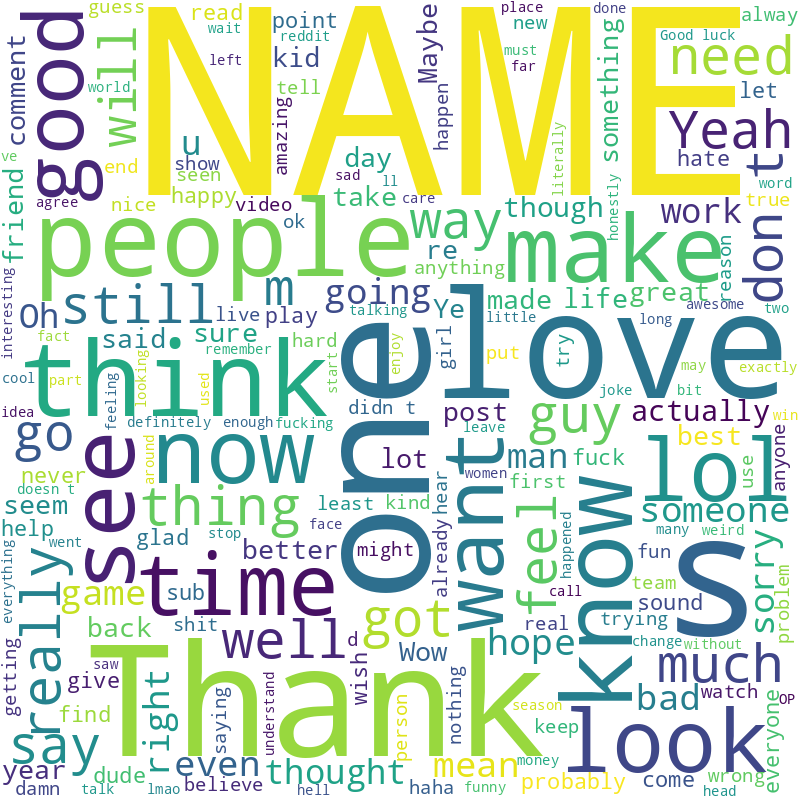 guess
read
wait
point
reddit
left
kid
tell
NAME
Maybe
place
new
must
far
done
Good luck
need
alway
let
comment
good
will
world
u
show
seen
amazing
happen
something
literally
honestly
Yeah
hate
don t
word
ve
friend
agree
end
happy
nice
video
day
sad
ll
take
care
ok
people
way
re
anything
though
make
work
reason
true
interesting
Oh
still
m
going
live
play
talking
Ye
made
life
great
little
girl
long
awesome
two
fact
said
sure
remember
hard
start
enjoy
think
one
love
put
try
may
exactly
cool
part
feeling
looking
used
joke
bit
idea
definitely
enough
fucking
didn t
post
leave
guy
actually
best
win
go
see
now
around
lot
want
women
man
fuck
lol
use
anyone
never
doesn t
thing
least
kind
already
hear
first
know
someone
seem
help
glad
stop
face
feel
happened
many
weird
went
everything
really
better
might
fun
s
sorry
problem
time
game
sub
call
team
sound
back
shit
well
d
wish
got
hope
real
trying
change
without
getting
saw
give
Thank
Wow
nothing
much
say
find
right
saying
understand
person
season
keep
look
bad
watch
OP
everyone
year
dude
even
thought
mean
probably
money
come
wrong
damn
talk
lmao
believe
hell
haha
funny
head